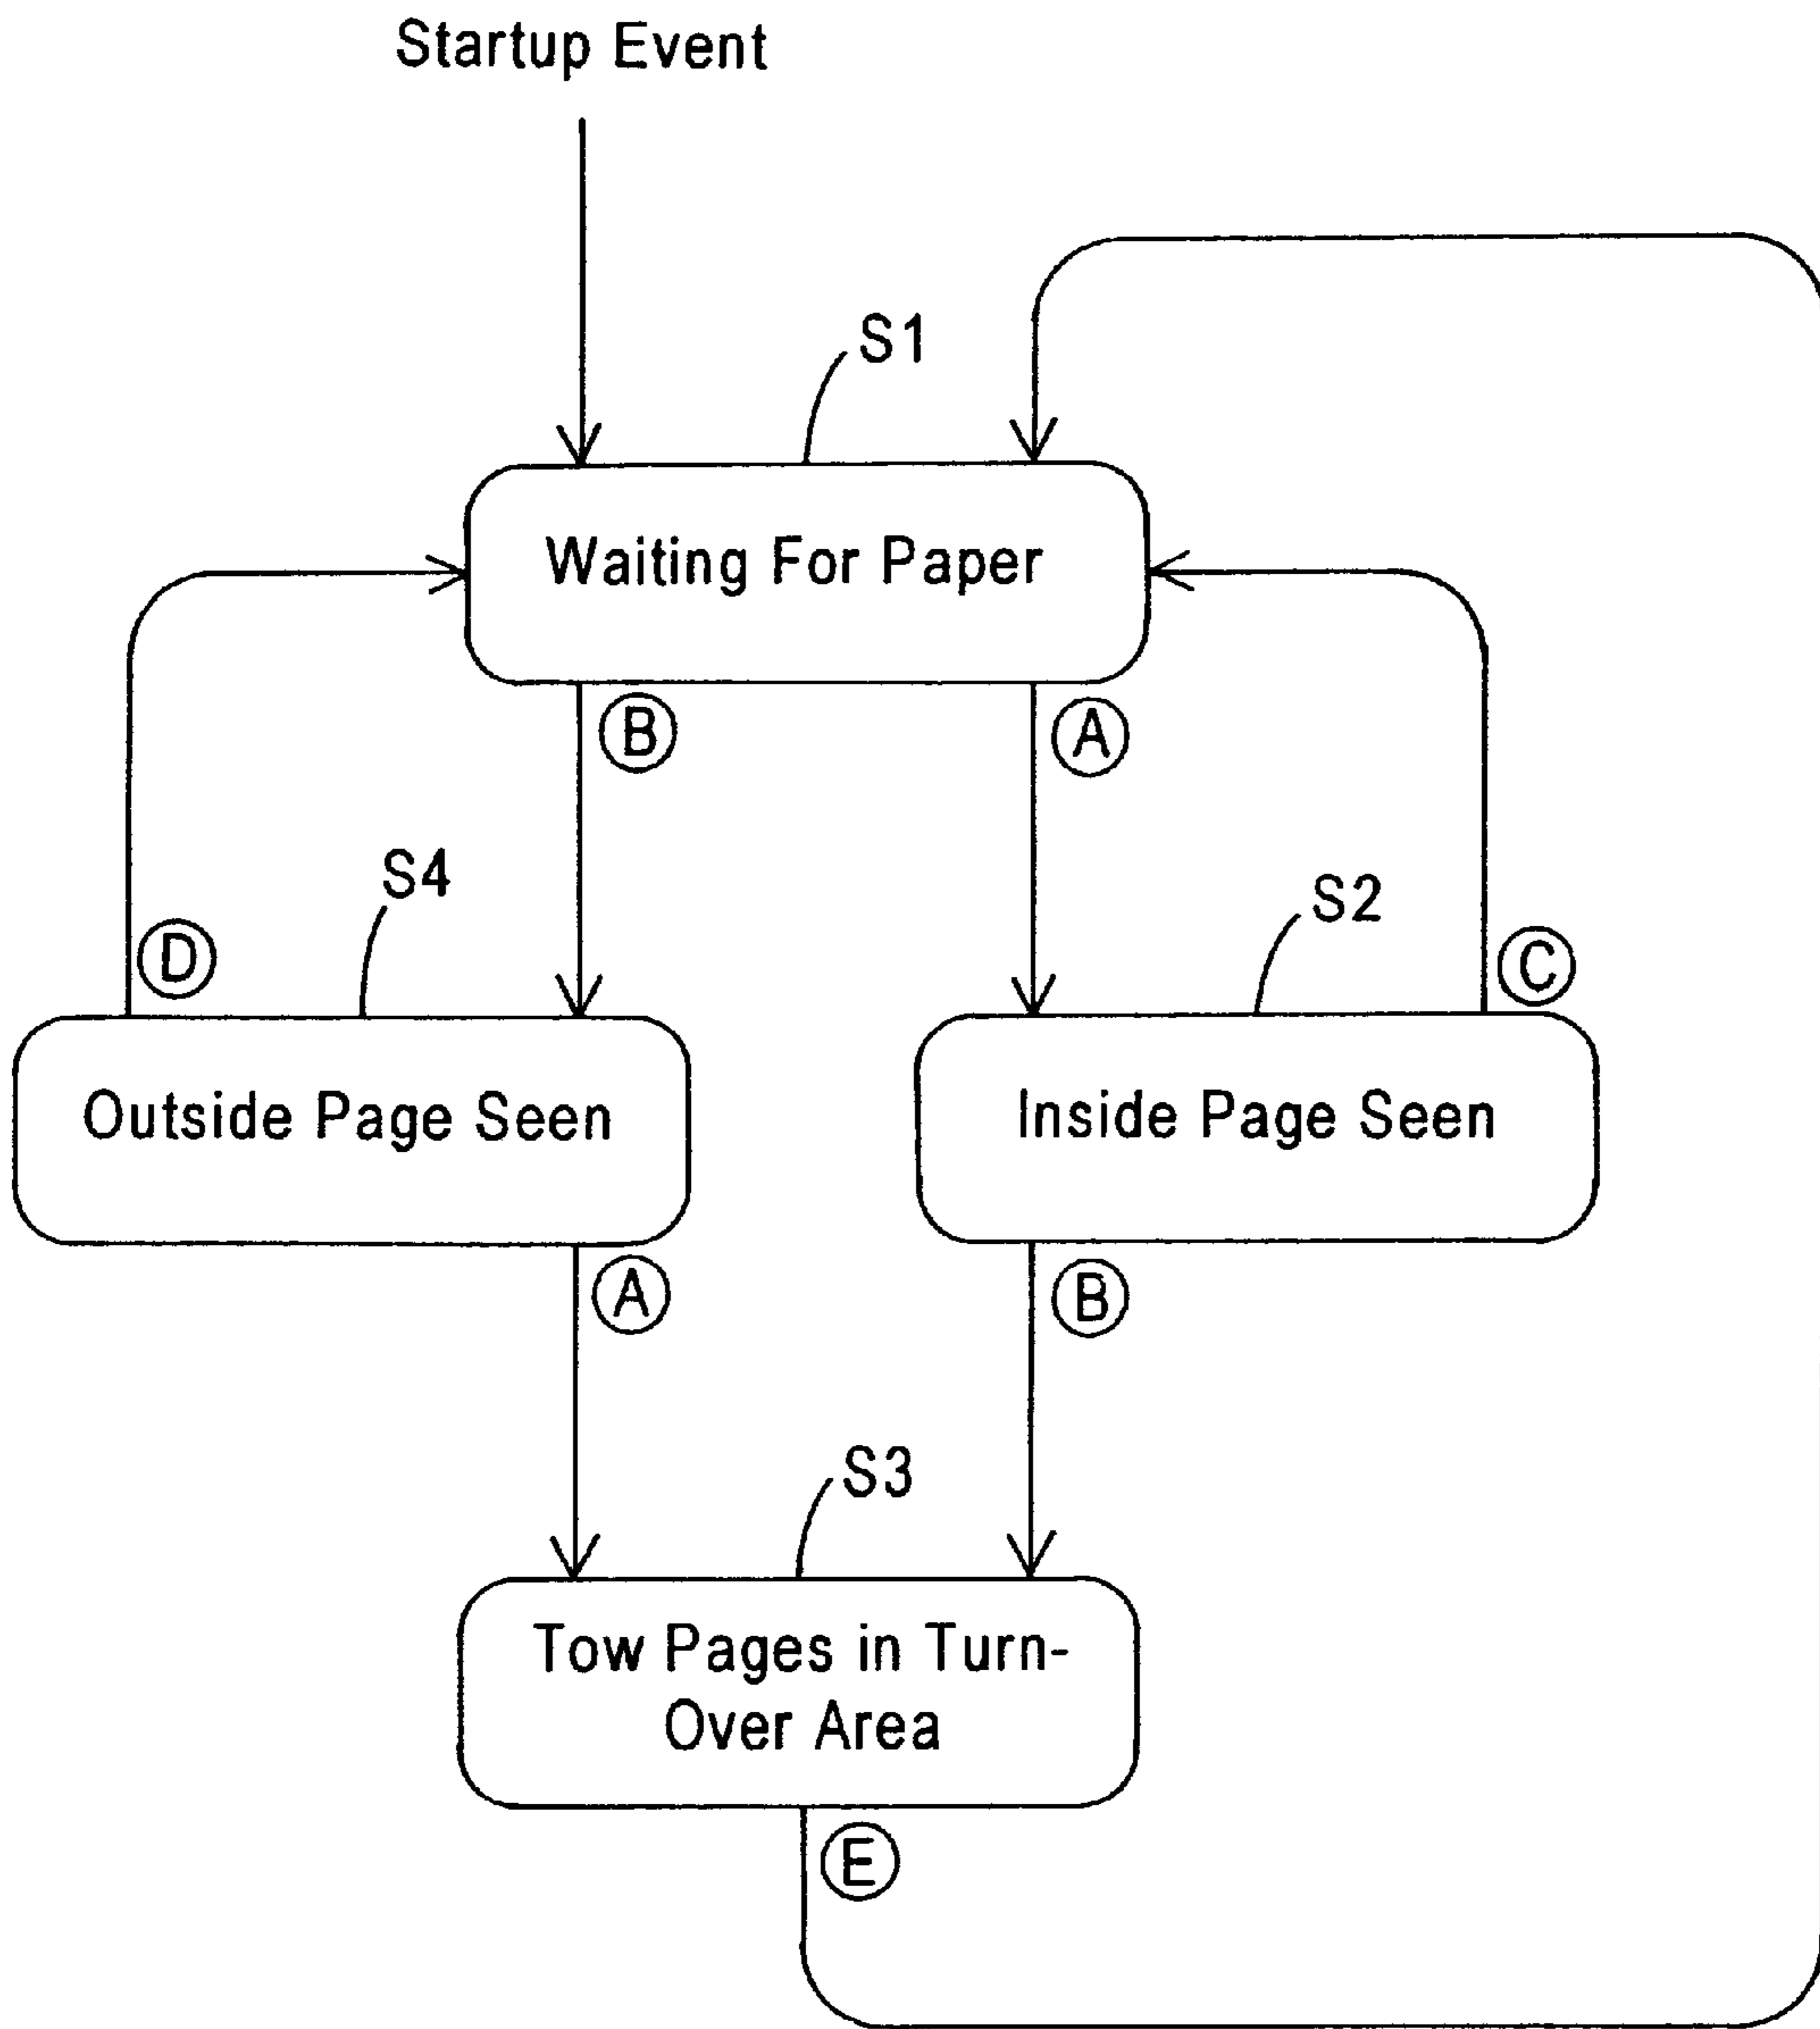 Startup Event
S1
Waiting For Paper
B
A
S4
S2
D
C
Outside Page Seen
Inside Page Seen
A
B
S3
Tow Pages in Turn-
Over Area
E